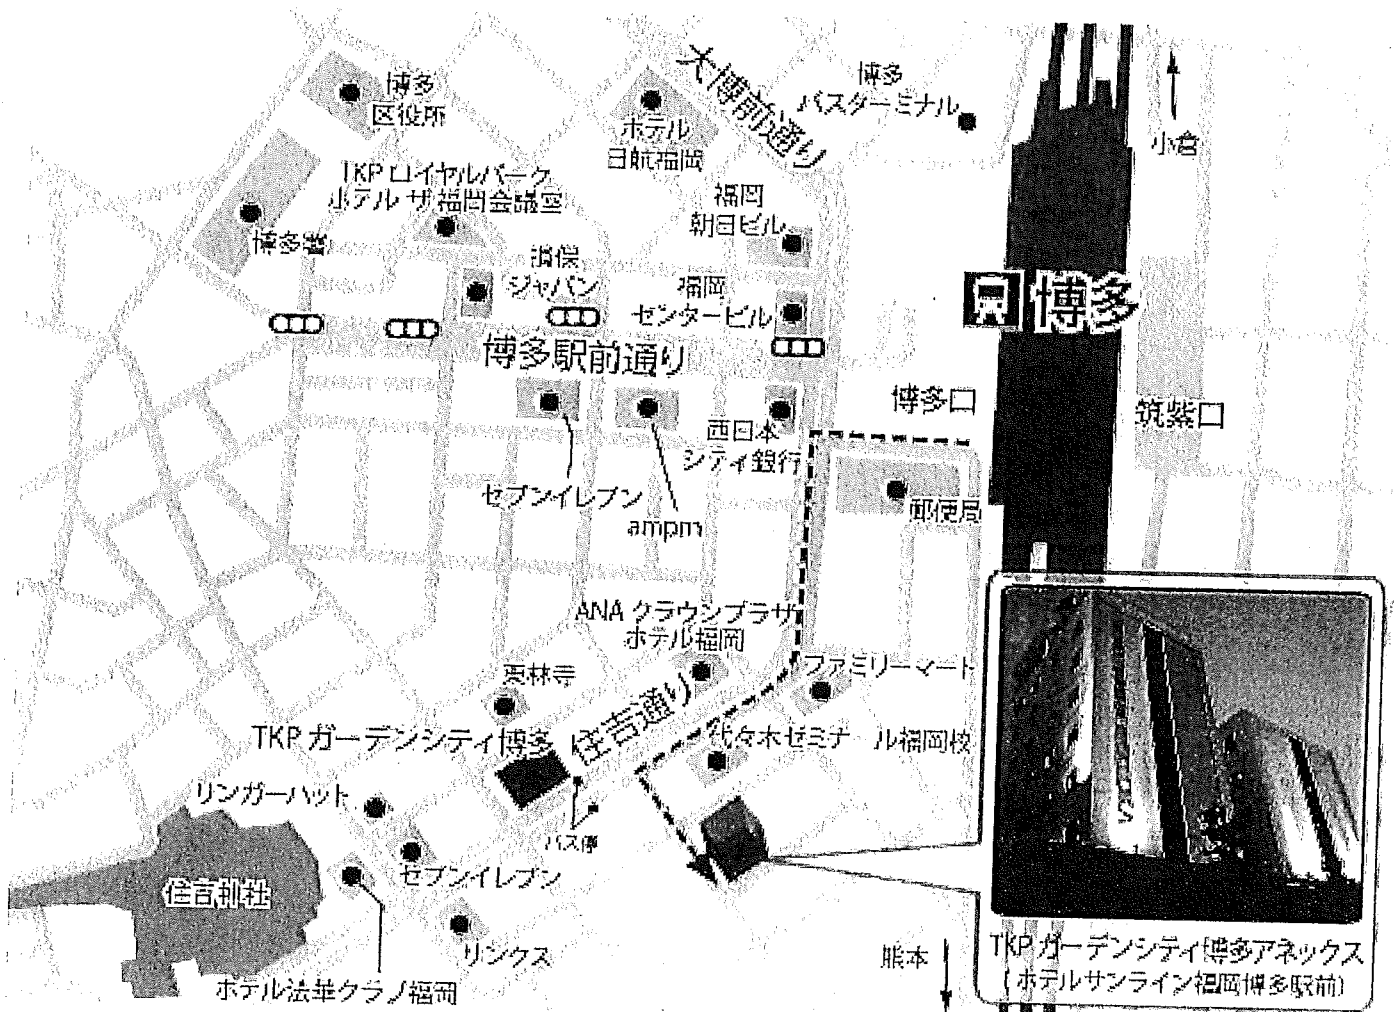 博多
区役所
ホテル
日航福岡
大博前通り
博多
バスターミナル
小倉
TKP ロイヤルパーク
ホテル ザ 福岡会議室
博多署
福岡
朝日ビル
損保
ジャパン
福岡
センタービル
博多
博多駅前通り
博多口
筑紫口
西日本
シティ銀行
セブンイレブン
ampm
郵便局
ANA クラウンプラザ
ホテル福岡
東林寺
住吉通り
ファミリーマート
TKP ガーデンシティ博多
代々木ゼミナール福岡校
リンガーハット
バス停
セブンイレブン
住吉神社
リンクス
ホテル法華クラブ福岡
熊本
TKP ガーデンシティ博多アネックス
(ホテルサンライン福岡博多駅前)